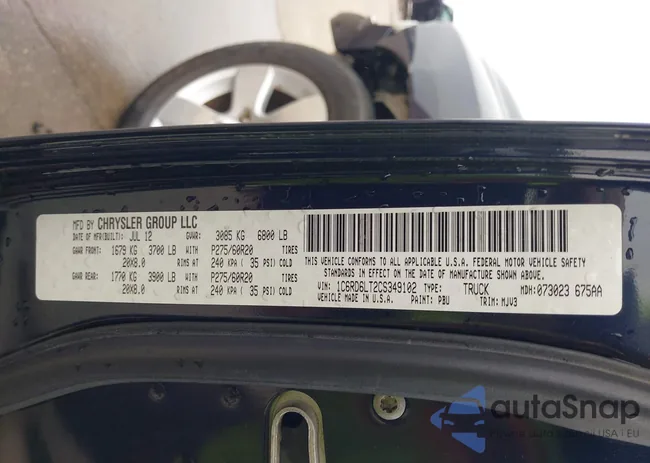 MFD BY CHRYSLER GROUP LLC
DATE OF MFR(BUILT): JUL 12 GVWR: 3085 KG 6800 LB
GAWR FRONT: 1679 KG 3700 LB WITH P275/60R20 TIRES
20X8.0 RIMS AT 240 KPA ( 35 PSI) COLD
GAWR REAR: 1770 KG 3900 LB WITH P275/60R20 TIRES
20X8.0 RIMS AT 240 KPA ( 35 PSI) COLD
THIS VEHICLE CONFORMS TO ALL APPLICABLE U.S.A. FEDERAL MOTOR VEHICLE SAFETY
STANDARDS IN EFFECT ON THE DATE OF MANUFACTURE SHOWN ABOVE.
VIN: 1C6RD6LT2CS349102 TYPE: TRUCK MDH: 073023 675AA
VEHICLE MADE IN U.S.A. PAINT: PBU TRIM: MJV3
autoSnap
USA | EU